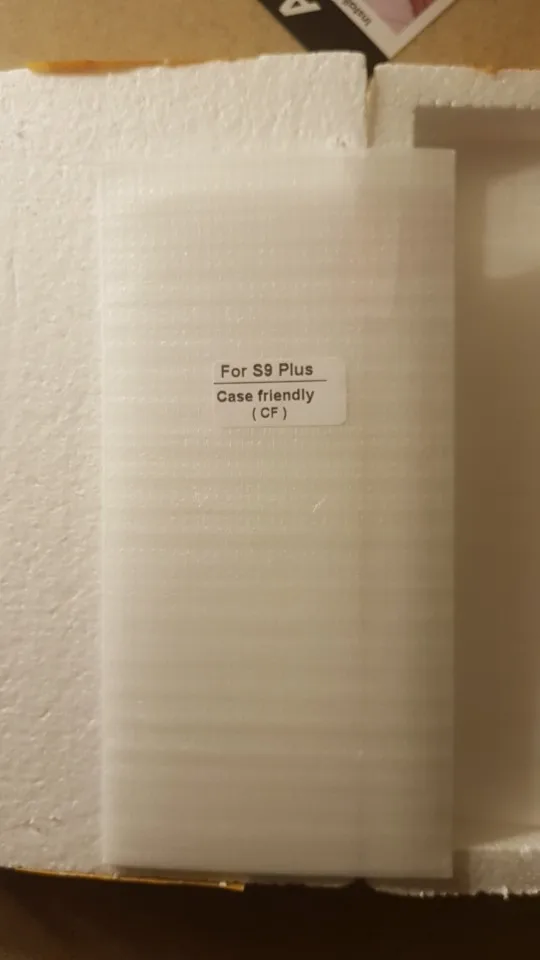 For S9 Plus
Case friendly
( CF )